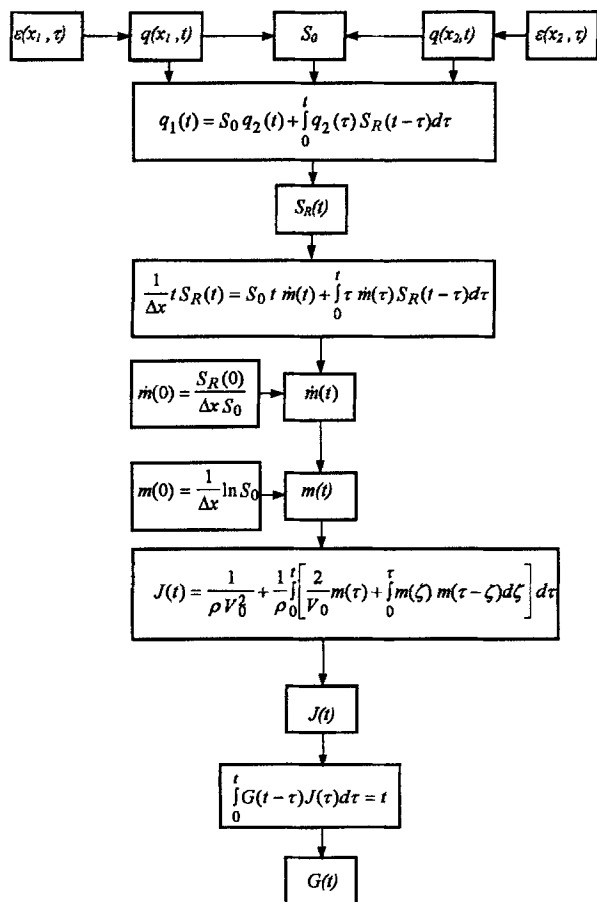 ε(x₁, τ) q(x₁, t) S₀ q(x₂, t) ε(x₂, τ)
q₁(t) = S₀ q₂(t) + ∫₀ᵗ q₂(τ) S_R(t − τ)dτ
S_R(t)
1/Δx t S_R(t) = S₀ t ṁ(t) + ∫₀ᵗ τ ṁ(τ) S_R(t − τ)dτ
ṁ(0) = S_R(0)/(Δx S₀) ṁ(t)
m(0) = 1/Δx ln S₀ m(t)
J(t) = 1/(ρ V₀²) + 1/ρ ∫₀ᵗ [2/V₀ m(τ) + ∫₀^τ m(ζ) m(τ − ζ)dζ] dτ
J(t)
∫₀ᵗ G(t − τ)J(τ)dτ = t
G(t)